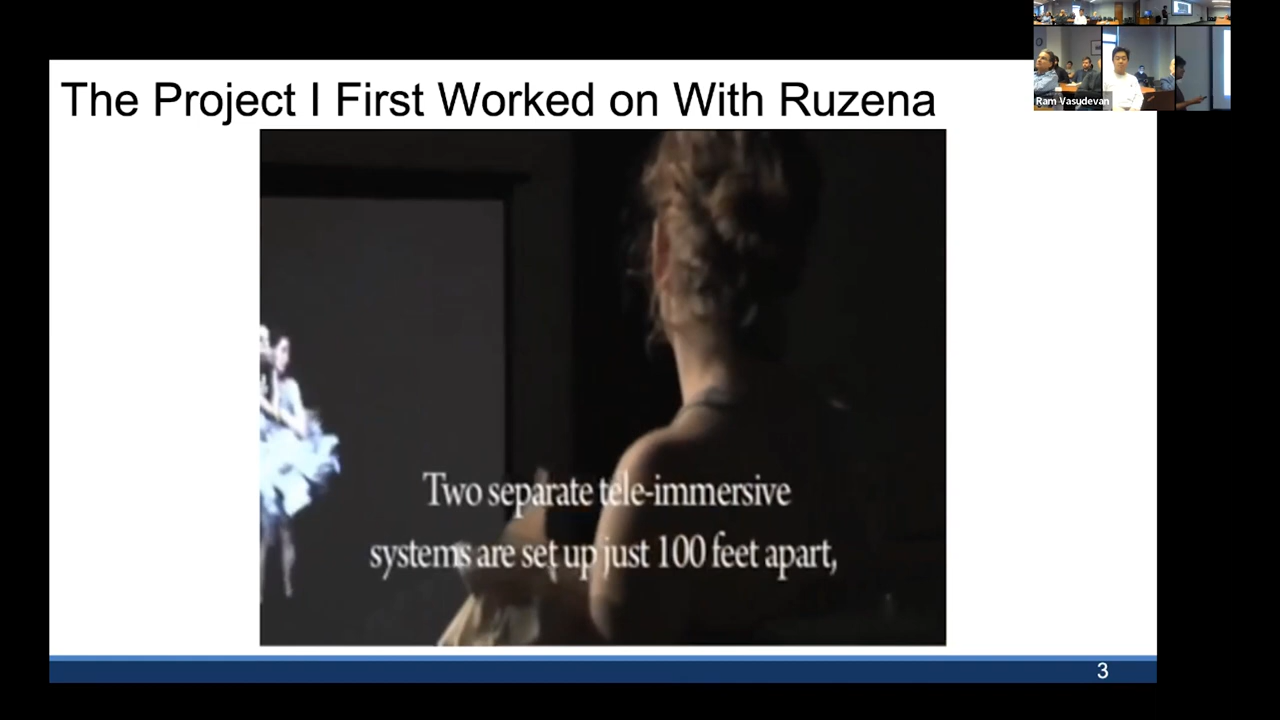 The Project I First Worked on With Ruzena
Ram Vasudevan
Two separate tele-immersive
systems are set up just 100 feet apart,
3